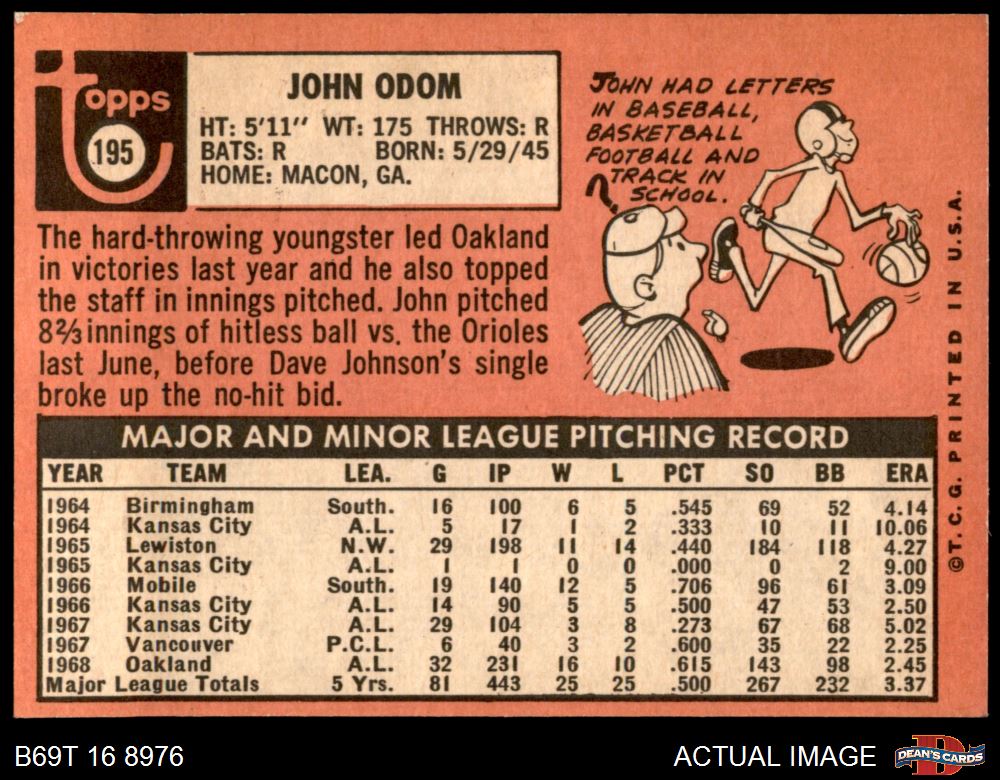 topps
195
JOHN ODOM
HT: 5'11'' WT: 175 THROWS: R
BATS: R BORN: 5/29/45
HOME: MACON, GA.
The hard-throwing youngster led Oakland
in victories last year and he also topped
the staff in innings pitched. John pitched
8⅔ innings of hitless ball vs. the Orioles
last June, before Dave Johnson's single
broke up the no-hit bid.
JOHN HAD LETTERS
IN BASEBALL,
BASKETBALL
FOOTBALL AND
TRACK IN
SCHOOL.
MAJOR AND MINOR LEAGUE PITCHING RECORD
YEAR TEAM LEA. G IP W L PCT SO BB ERA
1964 Birmingham South. 16 100 6 5 .545 69 52 4.14
1964 Kansas City A.L. 5 17 1 2 .333 10 11 10.06
1965 Lewiston N.W. 29 198 11 14 .440 184 118 4.27
1965 Kansas City A.L. 1 1 0 0 .000 0 2 9.00
1966 Mobile South. 19 140 12 5 .706 96 61 3.09
1966 Kansas City A.L. 14 90 5 5 .500 47 53 2.50
1967 Kansas City A.L. 29 104 3 8 .273 67 68 5.02
1967 Vancouver P.C.L. 6 40 3 2 .600 35 22 2.25
1968 Oakland A.L. 32 231 16 10 .615 143 98 2.45
Major League Totals 5 Yrs. 81 443 25 25 .500 267 232 3.37
©T.C.G. PRINTED IN U.S.A.
B69T 16 8976
ACTUAL IMAGE
DEAN'S CARDS